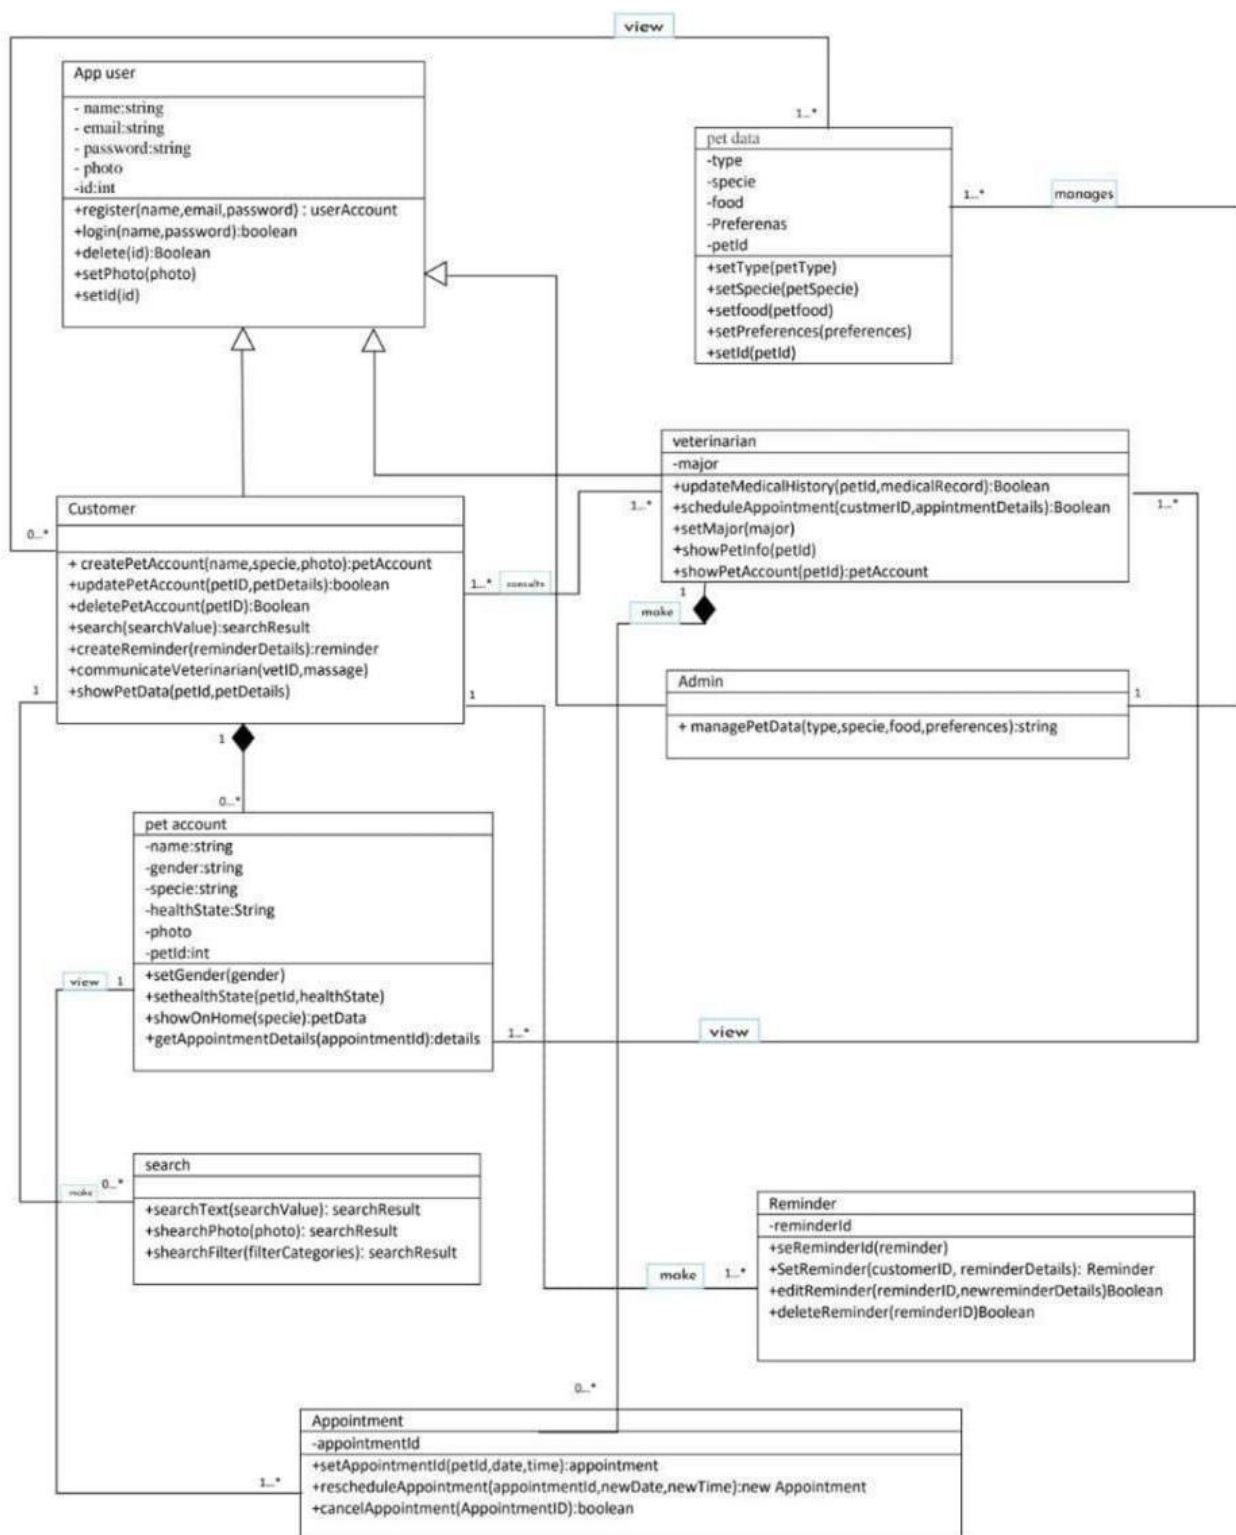 view
App user
- name:string
- email:string
- password:string
- photo
-id:int
+register(name,email,password) : userAccount
+login(name,password):boolean
+delete(id):Boolean
+setPhoto(photo)
+setId(id)
1...*
pet data
-type
-specie
-food
-Preferenas
-petId
+setType(petType)
+setSpecie(petSpecie)
+setfood(petfood)
+setPreferences(preferences)
+setId(petId)
1...*
manages
veterinarian
-major
+updateMedicalHistory(petId,medicalRecord):Boolean
+scheduleAppointment(custmerID,appintmentDetails):Boolean
+setMajor(major)
+showPetInfo(petId)
+showPetAccount(petId):petAccount
1...*
1...*
0...*
Customer
+ createPetAccount(name,specie,photo):petAccount
+updatePetAccount(petID,petDetails):boolean
+deletePetAccount(petID):Boolean
+search(searchValue):searchResult
+createReminder(reminderDetails):reminder
+communicateVeterinarian(vetID,massage)
+showPetData(petId,petDetails)
1...*
consults
1
make
Admin
+ managePetData(type,specie,food,preferences):string
1
1
1
1
0...*
pet account
-name:string
-gender:string
-specie:string
-healthState:String
-photo
-petId:int
+setGender(gender)
+sethealthState(petId,healthState)
+showOnHome(specie):petData
+getAppointmentDetails(appointmentId):details
view
1
1...*
view
search
+searchText(searchValue): searchResult
+shearchPhoto(photo): searchResult
+shearchFilter(filterCategories): searchResult
make
0...*
Reminder
-reminderId
+seReminderId(reminder)
+SetReminder(customerID, reminderDetails): Reminder
+editReminder(reminderID,newreminderDetails)Boolean
+deleteReminder(reminderID)Boolean
make
1...*
0...*
Appointment
-appointmentId
+setAppointmentId(petId,date,time):appointment
+rescheduleAppointment(appointmentId,newDate,newTime):new Appointment
+cancelAppointment(AppointmentID):boolean
1...*